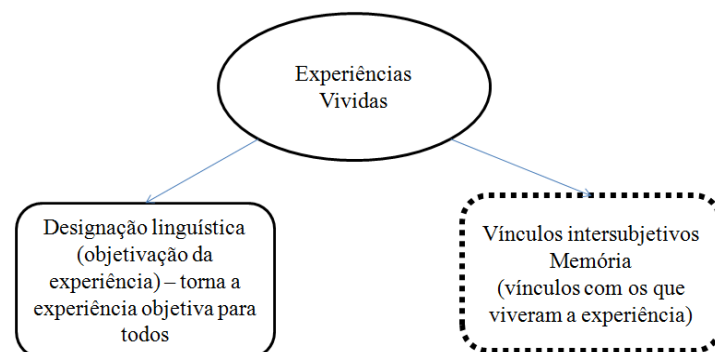 Experiências
Vividas
Designação linguística
(objetivação da
experiência) – torna a
experiência objetiva para
todos
Vínculos intersubjetivos
Memória
(vínculos com os que
viveram a experiência)